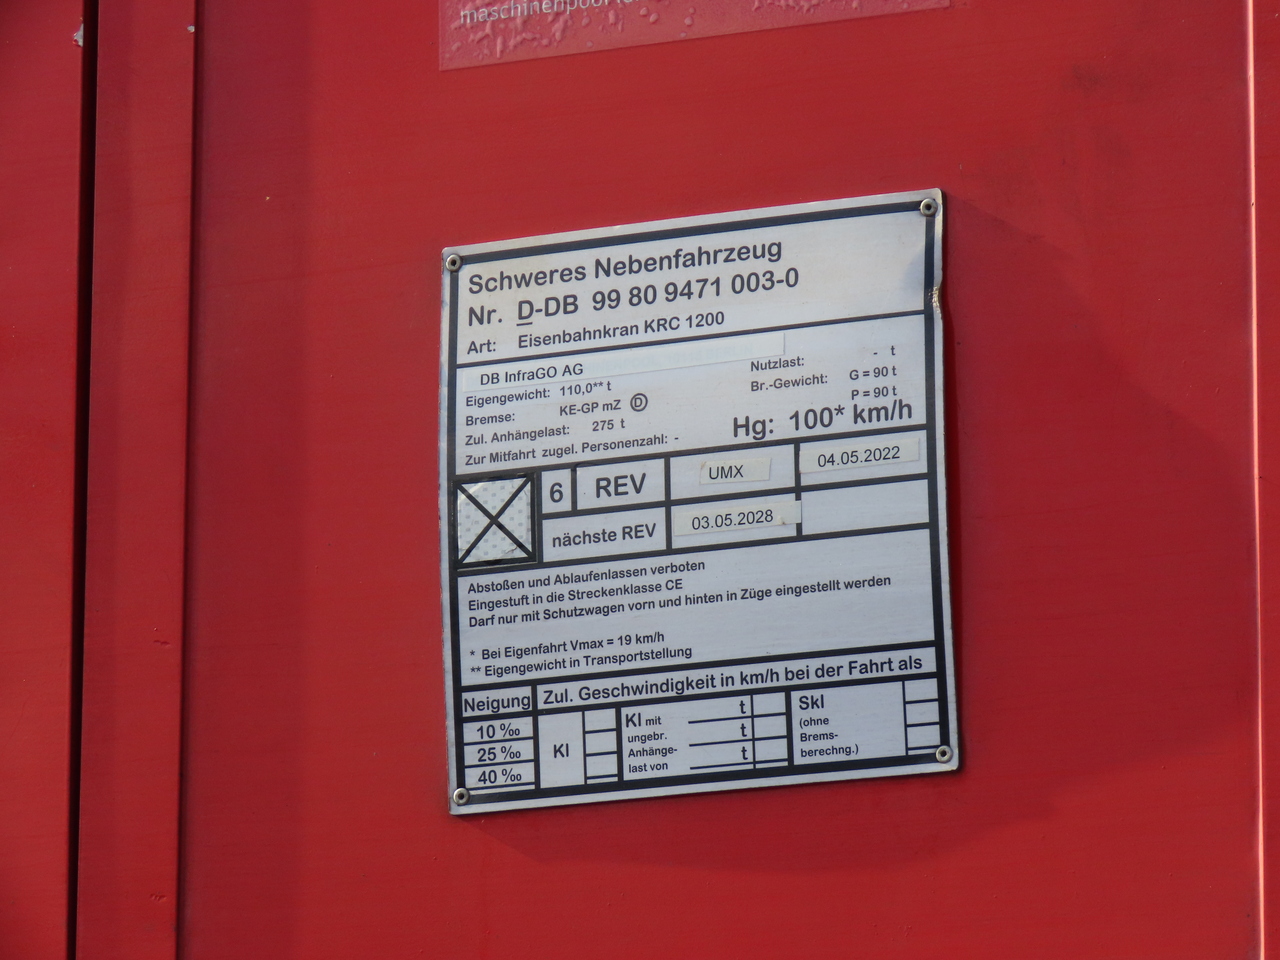 maschinenpool
Schweres Nebenfahrzeug
Nr. D-DB 99 80 9471 003-0
Art: Eisenbahnkran KRC 1200
DB InfraGO AG
Eigengewicht: 110,0** t
Bremse: KE-GP mZ D
Zul. Anhängelast: 275 t
Zur Mitfahrt zugel. Personenzahl: -
Nutzlast: - t
Br.-Gewicht: G = 90 t
P = 90 t
Hg: 100* km/h
6 REV UMX 04.05.2022
nächste REV 03.05.2028
Abstoßen und Ablaufenlassen verboten
Eingestuft in die Streckenklasse CE
Darf nur mit Schutzwagen vorn und hinten in Züge eingestellt werden
* Bei Eigenfahrt Vmax = 19 km/h
** Eigengewicht in Transportstellung
Neigung Zul. Geschwindigkeit in km/h bei der Fahrt als
10 ‰
25 ‰
40 ‰
Kl
Kl mit t
ungebr. t
Anhänge- t
last von
Skl
(ohne
Brems-
berechng.)